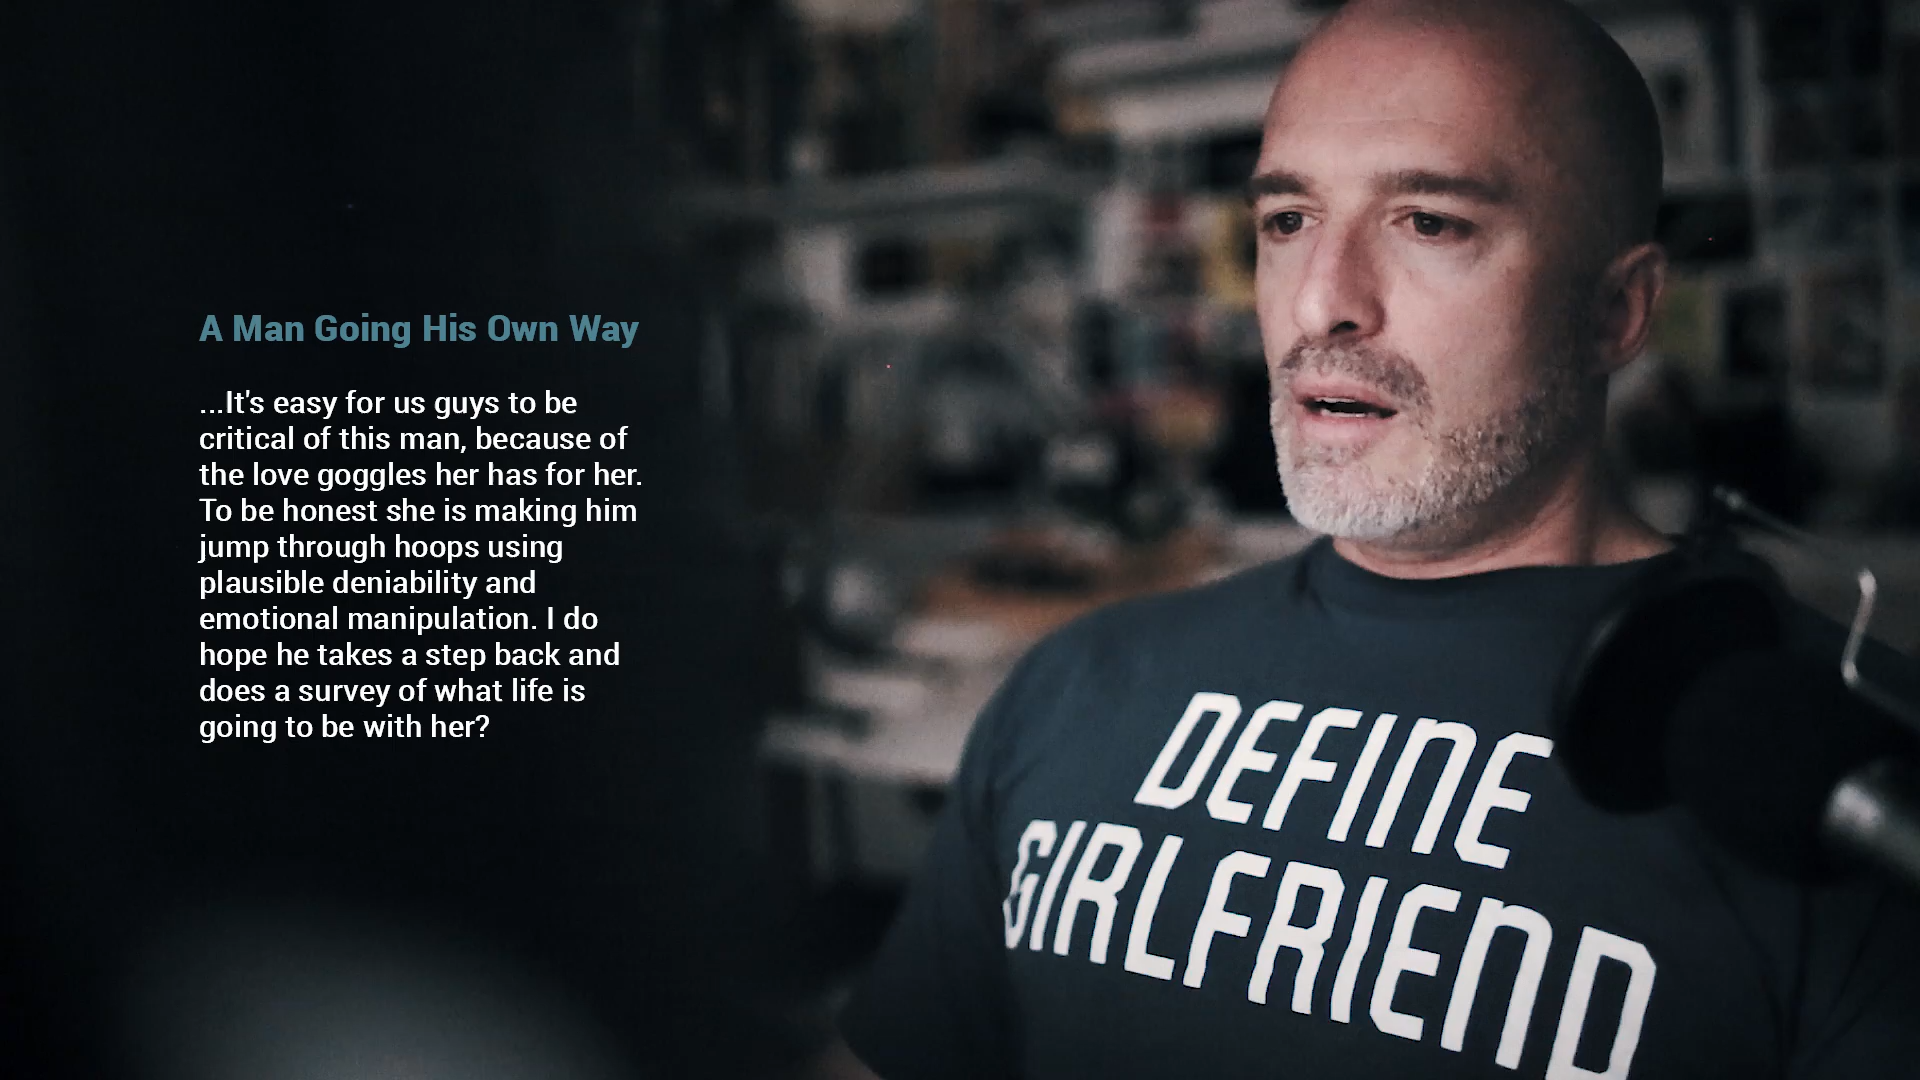 A Man Going His Own Way
...It's easy for us guys to be
critical of this man, because of
the love goggles her has for her.
To be honest she is making him
jump through hoops using
plausible deniability and
emotional manipulation. I do
hope he takes a step back and
does a survey of what life is
going to be with her?
DEFINE
GIRLFRIEND